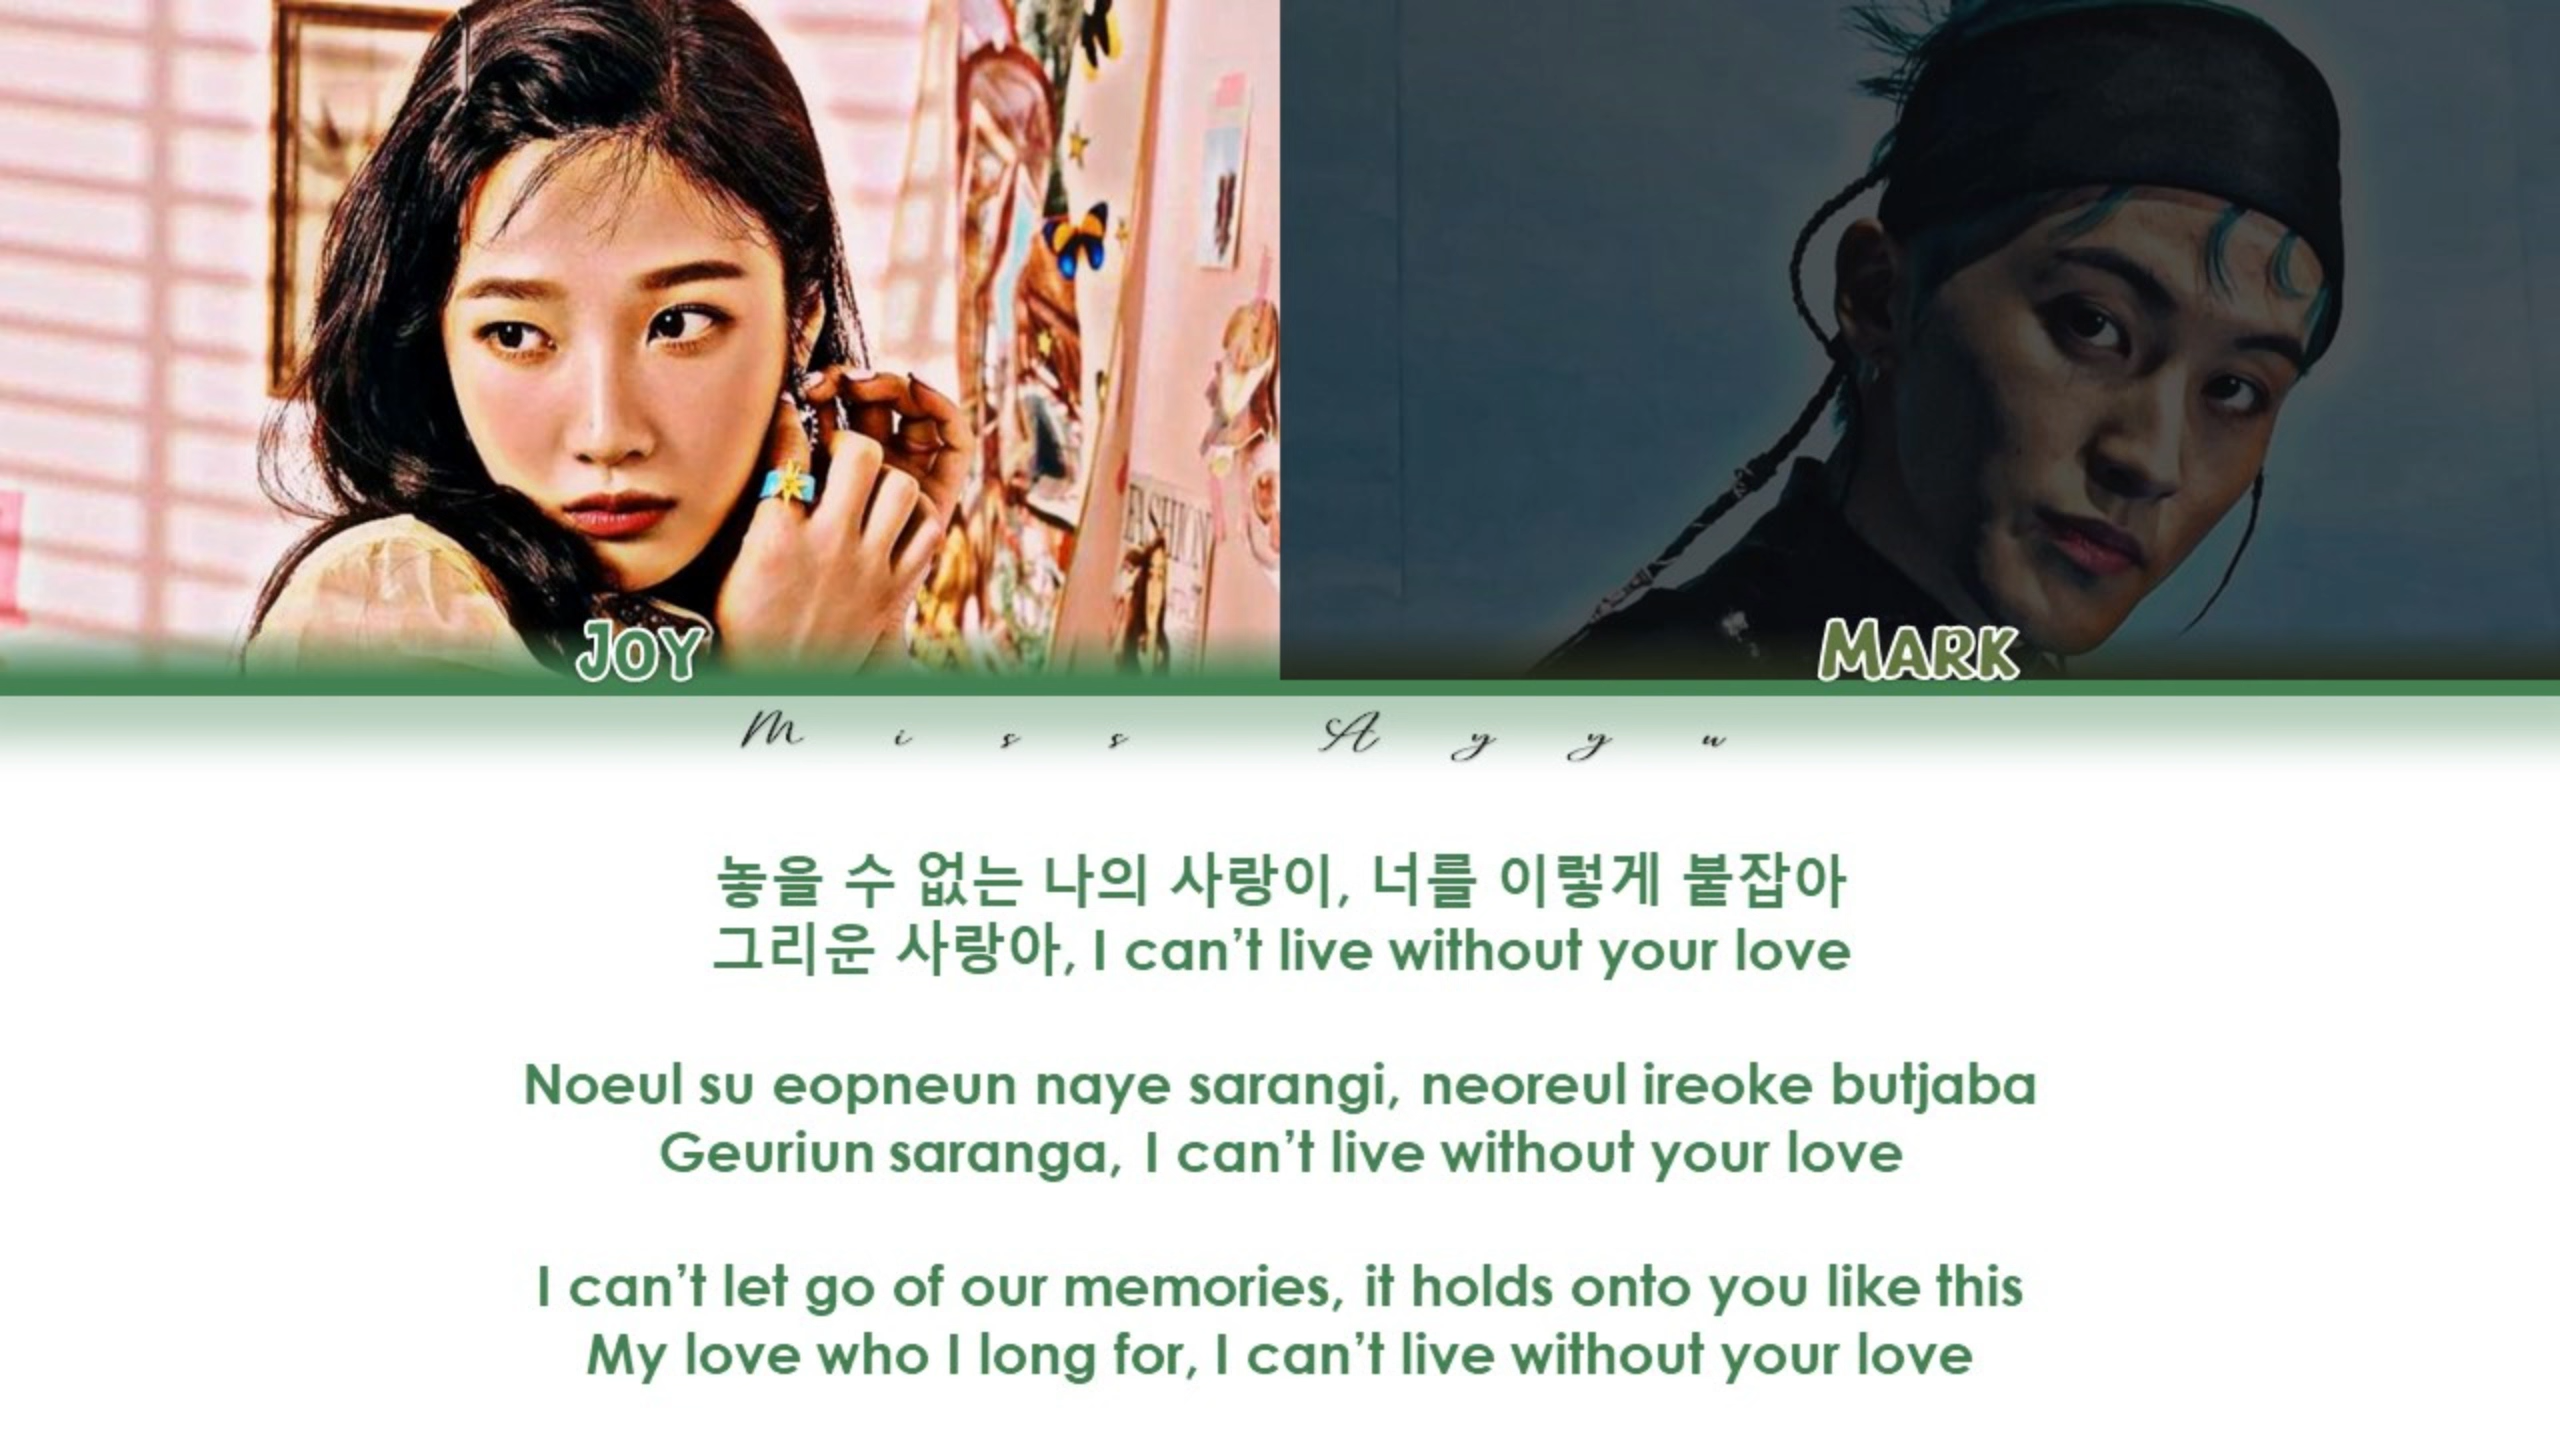 Joy
Mark
Miss Ayyu
놓을 수 없는 나의 사랑이, 너를 이렇게 붙잡아
그리운 사랑아, I can’t live without your love
Noeul su eopneun naye sarangi, neoreul ireoke butjaba
Geuriun saranga, I can’t live without your love
I can’t let go of our memories, it holds onto you like this
My love who I long for, I can’t live without your love